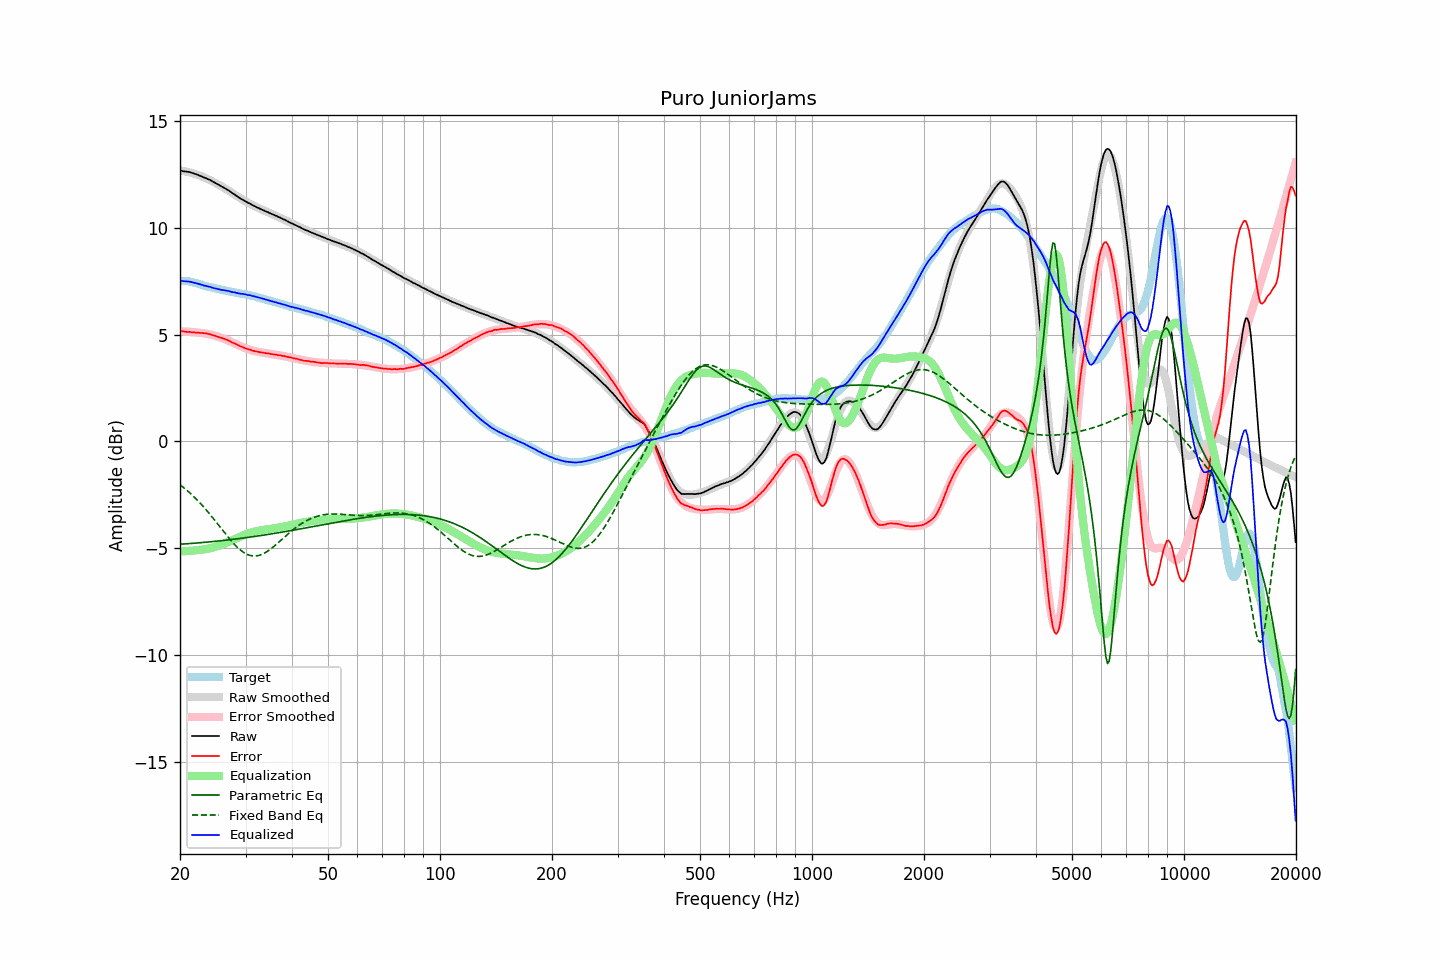 Puro JuniorJams
15
10
5
0
−5
−10
−15
Amplitude (dBr)
Target
Raw Smoothed
Error Smoothed
Raw
Error
Equalization
Parametric Eq
Fixed Band Eq
Equalized
20 50 100 200 500 1000 2000 5000 10000 20000
Frequency (Hz)